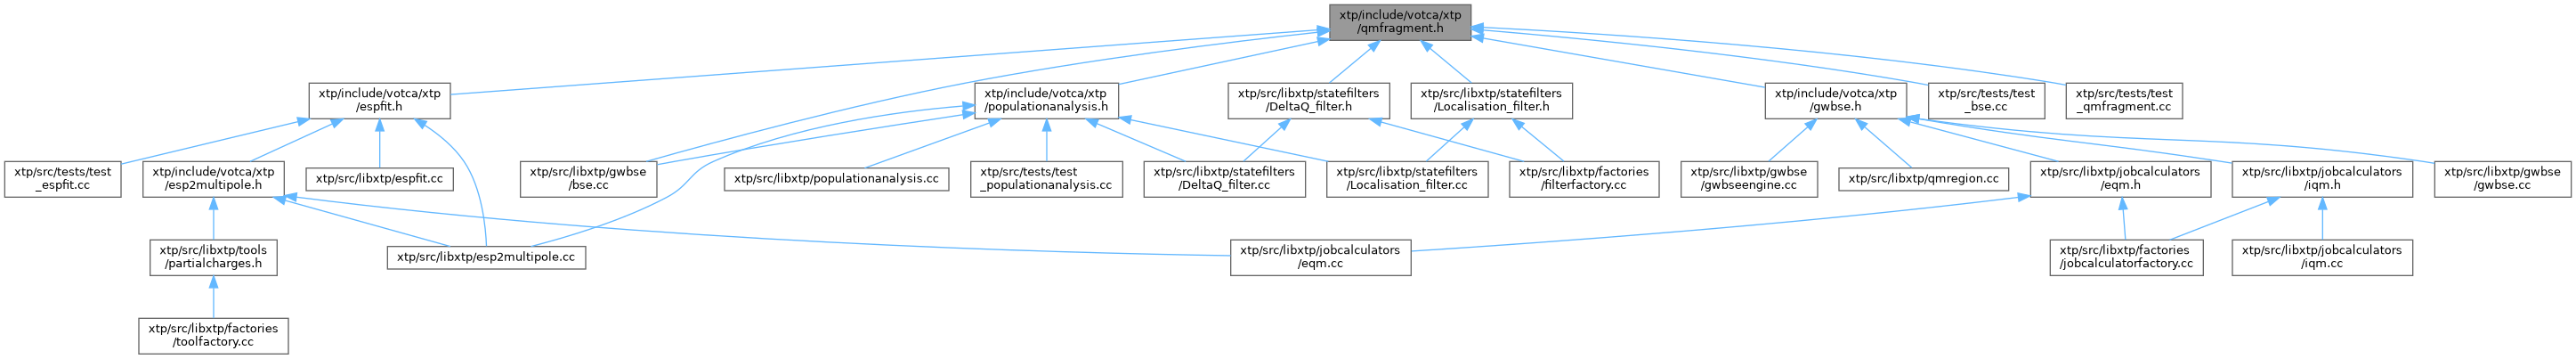 xtp/include/votca/xtp
/qmfragment.h
xtp/include/votca/xtp
/espfit.h
xtp/include/votca/xtp
/populationanalysis.h
xtp/src/libxtp/statefilters
/DeltaQ_filter.h
xtp/src/libxtp/statefilters
/Localisation_filter.h
xtp/include/votca/xtp
/gwbse.h
xtp/src/tests/test
_bse.cc
xtp/src/tests/test
_qmfragment.cc
xtp/src/tests/test
_espfit.cc
xtp/include/votca/xtp
/esp2multipole.h
xtp/src/libxtp/espfit.cc
xtp/src/libxtp/gwbse
/bse.cc
xtp/src/libxtp/populationanalysis.cc
xtp/src/tests/test
_populationanalysis.cc
xtp/src/libxtp/statefilters
/DeltaQ_filter.cc
xtp/src/libxtp/statefilters
/Localisation_filter.cc
xtp/src/libxtp/factories
/filterfactory.cc
xtp/src/libxtp/gwbse
/gwbseengine.cc
xtp/src/libxtp/qmregion.cc
xtp/src/libxtp/jobcalculators
/eqm.h
xtp/src/libxtp/jobcalculators
/iqm.h
xtp/src/libxtp/gwbse
/gwbse.cc
xtp/src/libxtp/tools
/partialcharges.h
xtp/src/libxtp/esp2multipole.cc
xtp/src/libxtp/jobcalculators
/eqm.cc
xtp/src/libxtp/factories
/jobcalculatorfactory.cc
xtp/src/libxtp/jobcalculators
/iqm.cc
xtp/src/libxtp/factories
/toolfactory.cc